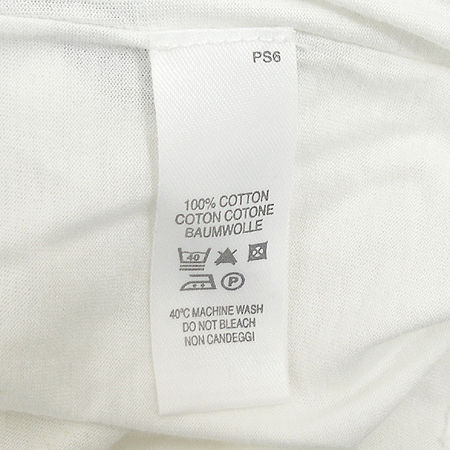 PS6
100% COTTON
COTON COTONE
BAUMWOLLE
40
P
40°C MACHINE WASH
DO NOT BLEACH
NON CANDEGGI